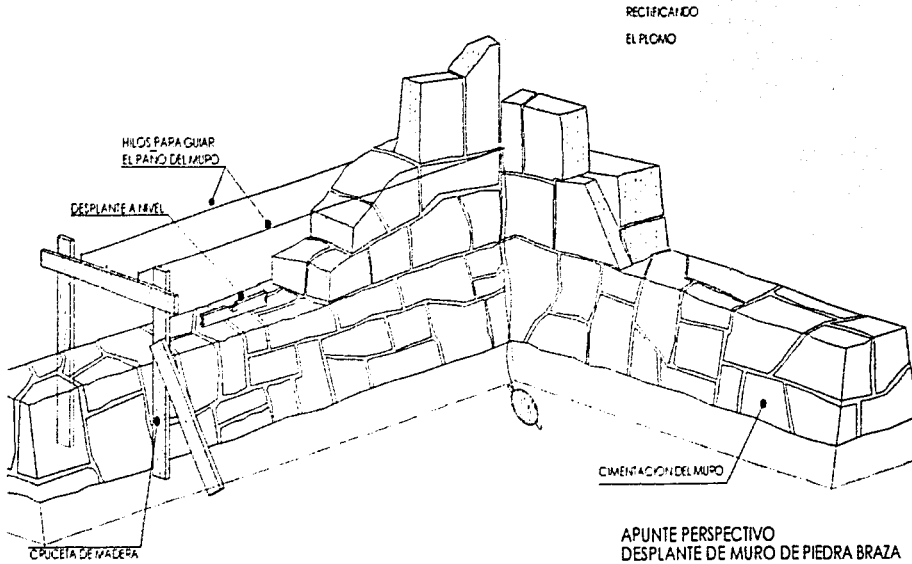 RECTIFICANDO
EL PLOMO
HILOS PARA GUIAR
EL PAÑO DEL MURO
DESPLANTE A NIVEL
CIMENTACION DEL MURO
CRUCETA DE MADERA
APUNTE PERSPECTIVO
DESPLANTE DE MURO DE PIEDRA BRAZA